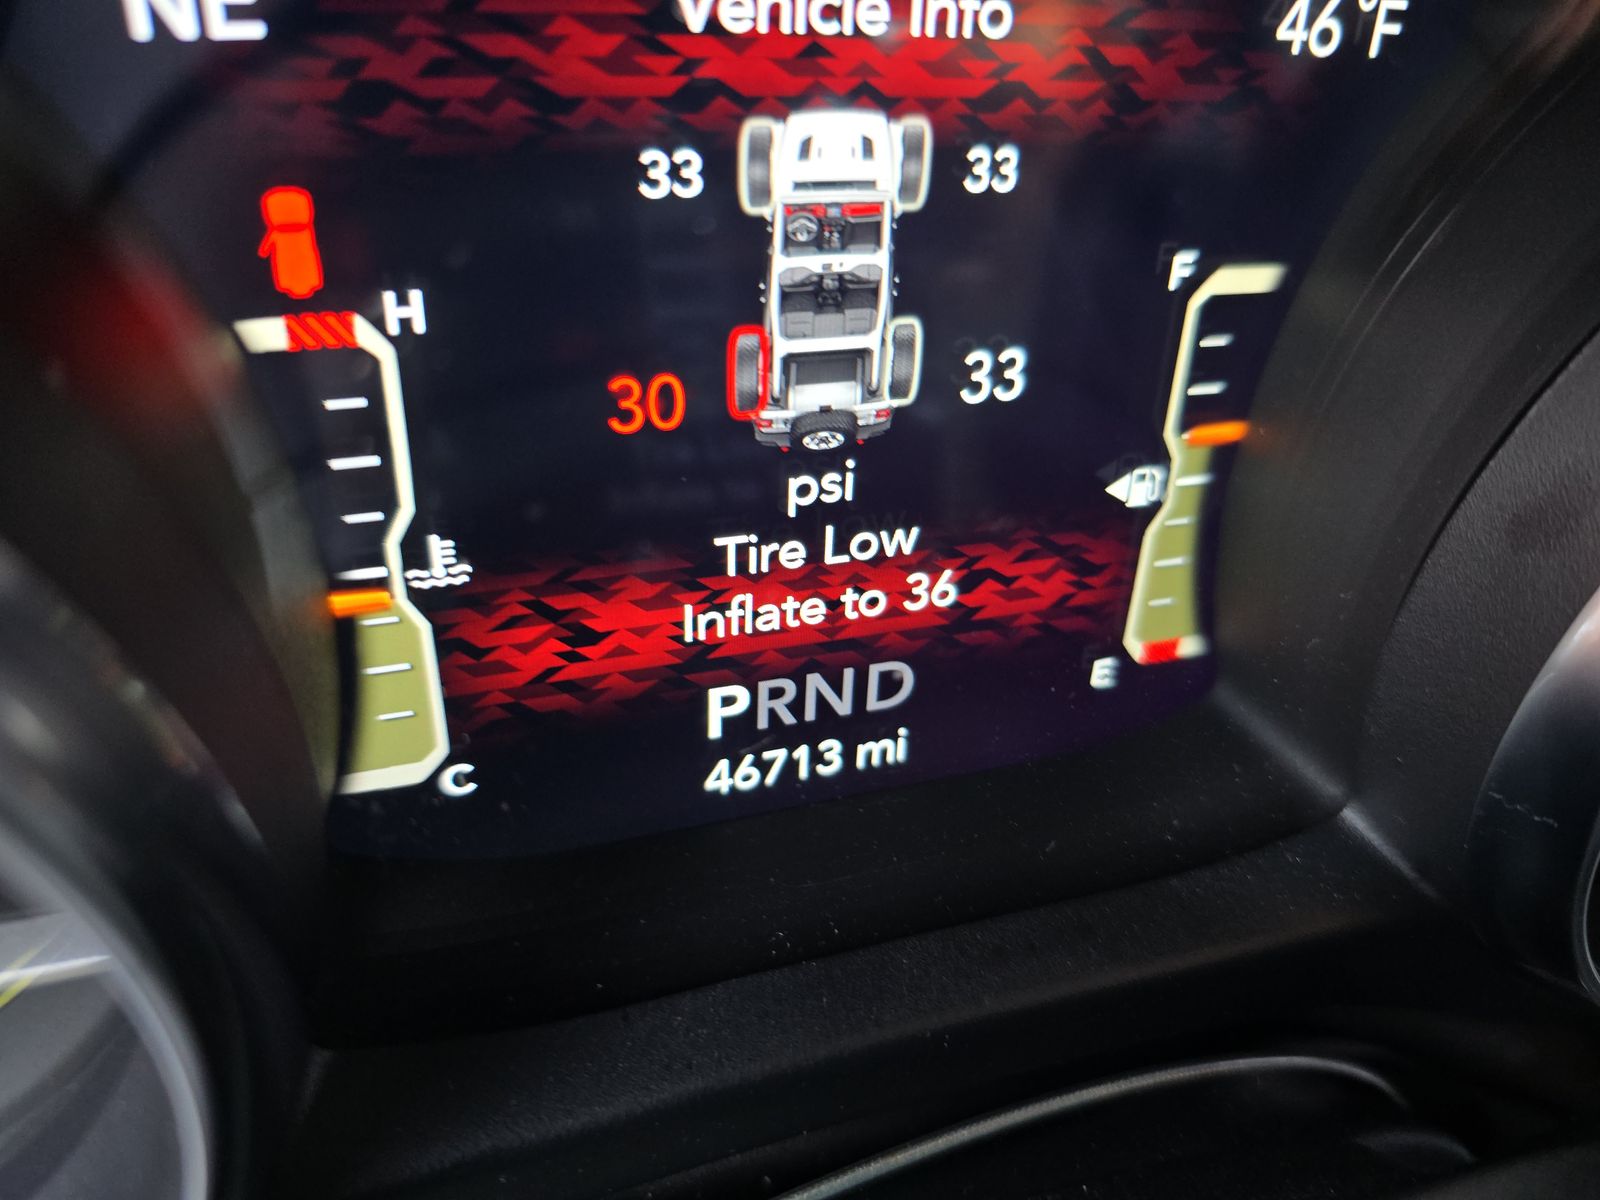 NE
Vehicle Info
46°F
33
33
H
F
30
33
psi
Tire Low
Inflate to 36
E
PRND
46713 mi
C